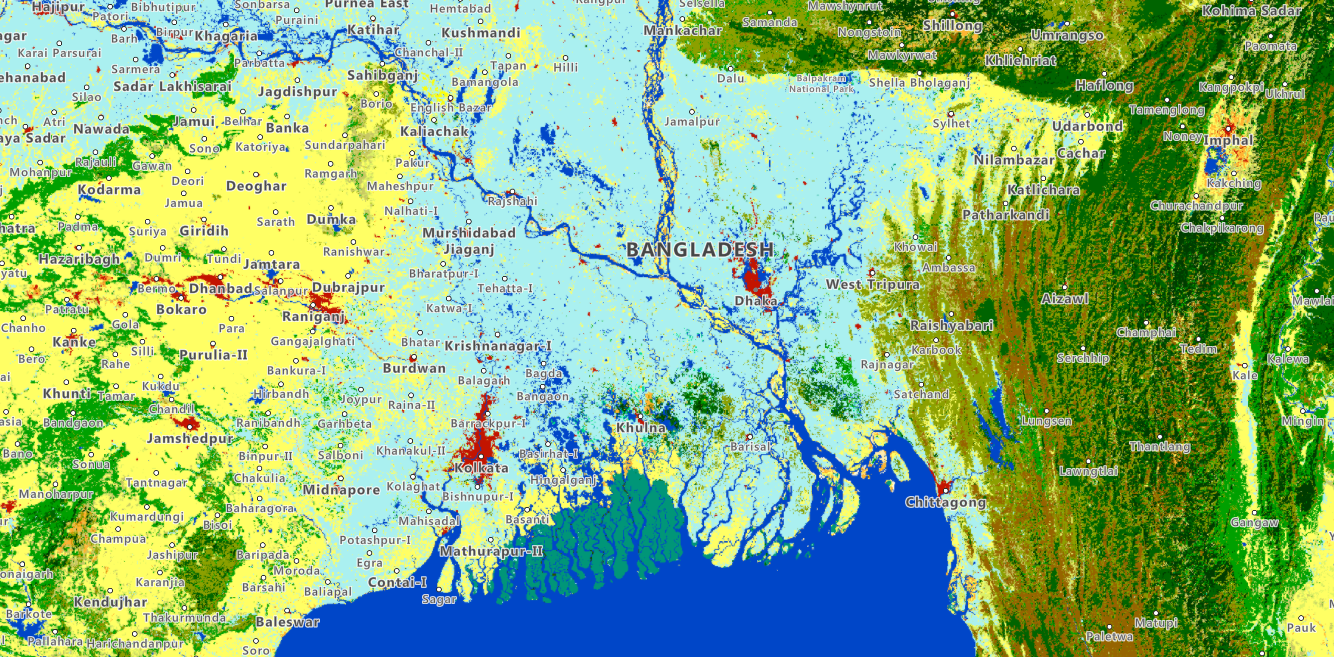 Hajipur
Patori
Bibhutipur
Sonbarsa
Purnea East
Hemtabad
Selsella
Mawshynrut
Kohima Sadar
Barh
Birpur
Khagaria
Puraini
Katihar
Kushmandi
Mankachar
Samanda
Nongstoin
Shillong
Umrangso
Paomata
Karai Parsurai
Sarmera
Parbatta
Chanchal-II
Tapan
Hilli
Dalu
Balpakram
National Park
Mawkyrwat
Shella Bholaganj
Khliehriat
Haflong
Kangpokpi
Ukhrul
Silao
Sadar Lakhisarai
Jagdishpur
Sahibganj
Bamangola
Borio
English Bazar
Tamenglong
Atri
Nawada
Jamui
Belhar
Banka
Kaliachak
Jamalpur
Sylhet
Udarbond
Noney
Imphal
Sono
Katoriya
Sundarpahari
Nilambazar
Cachar
Mohanpur
Rajauli
Gawan
Pakur
Ramgarh
Kodarma
Deori
Deoghar
Maheshpur
Katlichara
Kakching
Jamua
Rajshahi
Nalhati-I
Patharkandi
Churachandpur
Padma
Suriya
Giridih
Sarath
Dumka
Murshidabad
Jiaganj
BANGLADESH
Chakpikarong
Hazaribagh
Dumri
Tundi
Jamtara
Ranishwar
Bharatpur-I
Khowai
Ambassa
Bermo
Dhanbad
Salanpur
Dubrajpur
Tehatta-I
Dhaka
West Tripura
Aizawl
Patratu
Bokaro
Raniganj
Katwa-I
Chanho
Gola
Para
Raishyabari
Champhai
Kanke
Silli
Gangajalghati
Bhatar
Krishnanagar-I
Karbook
Serchhip
Tedim
Kalewa
Bero
Rahe
Purulia-II
Bankura-I
Burdwan
Balagarh
Bagda
Rajnagar
Kale
Khunti
Tamar
Kukdu
Hirbandh
Joypur
Raina-II
Bangaon
Satchand
Chandil
Bandgaon
Jamshedpur
Ranibandh
Garhbeta
Barrackpur-I
Khulna
Lungsen
Mingin
Bano
Sonua
Binpur-II
Salboni
Khanakul-II
Basirhat-I
Barisal
Thantlang
Kolkata
Tantnagar
Chakulia
Hingalganj
Lawngtlai
Manoharpur
Midnapore
Kolaghat
Bishnupur-I
Chittagong
Kumardungi
Baharagora
Bisoi
Mahisadal
Basanti
Gangaw
Champua
Potashpur-I
Jashipur
Baripada
Egra
Mathurapur-II
Moroda
Karanjia
Barsahi
Baliapal
Contai-I
Sagar
Kendujhar
Barkote
Thakurmunda
Baleswar
Matupi
Pallahara
Harichandanpur
Soro
Paletwa
Pauk